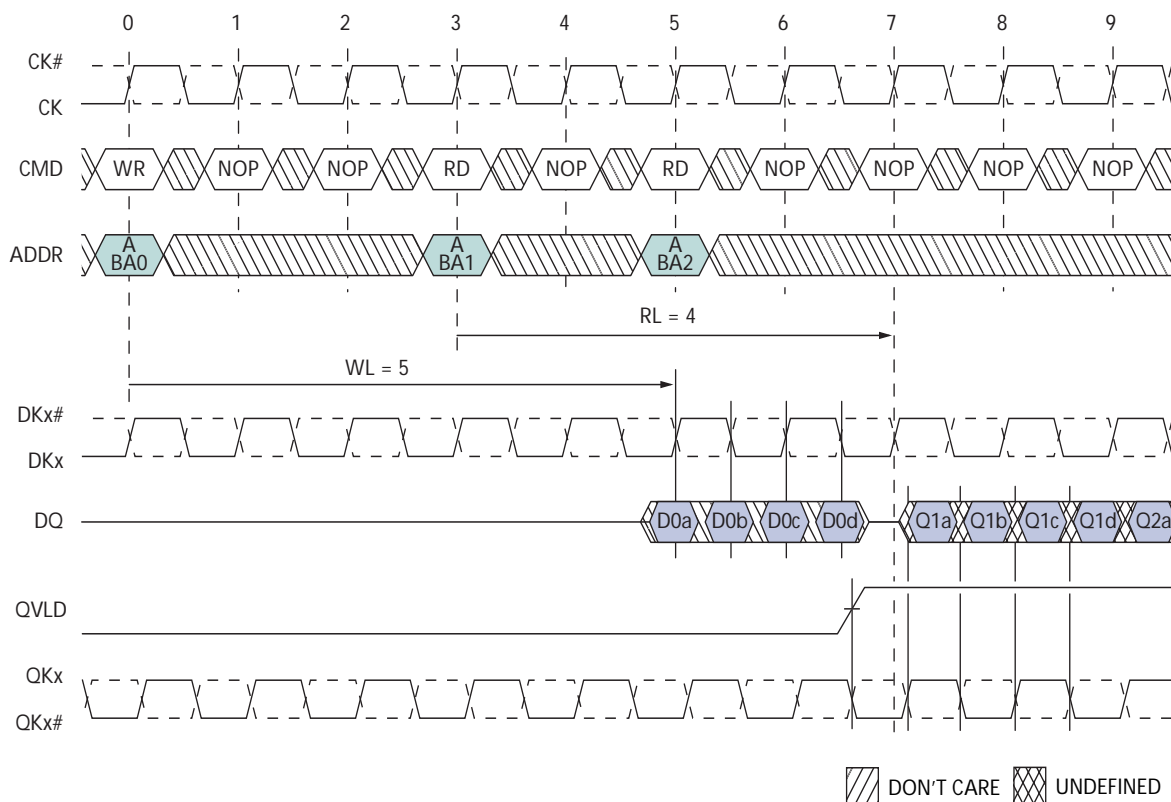 0 1 2 3 4 5 6 7 8 9
CK#
CK
CMD WR NOP NOP RD NOP RD NOP NOP NOP NOP
ADDR A BA0 A BA1 A BA2
RL = 4
WL = 5
DKx#
DKx
DQ D0a D0b D0c D0d Q1a Q1b Q1c Q1d Q2a
QVLD
QKx
QKx#
DON'T CARE UNDEFINED